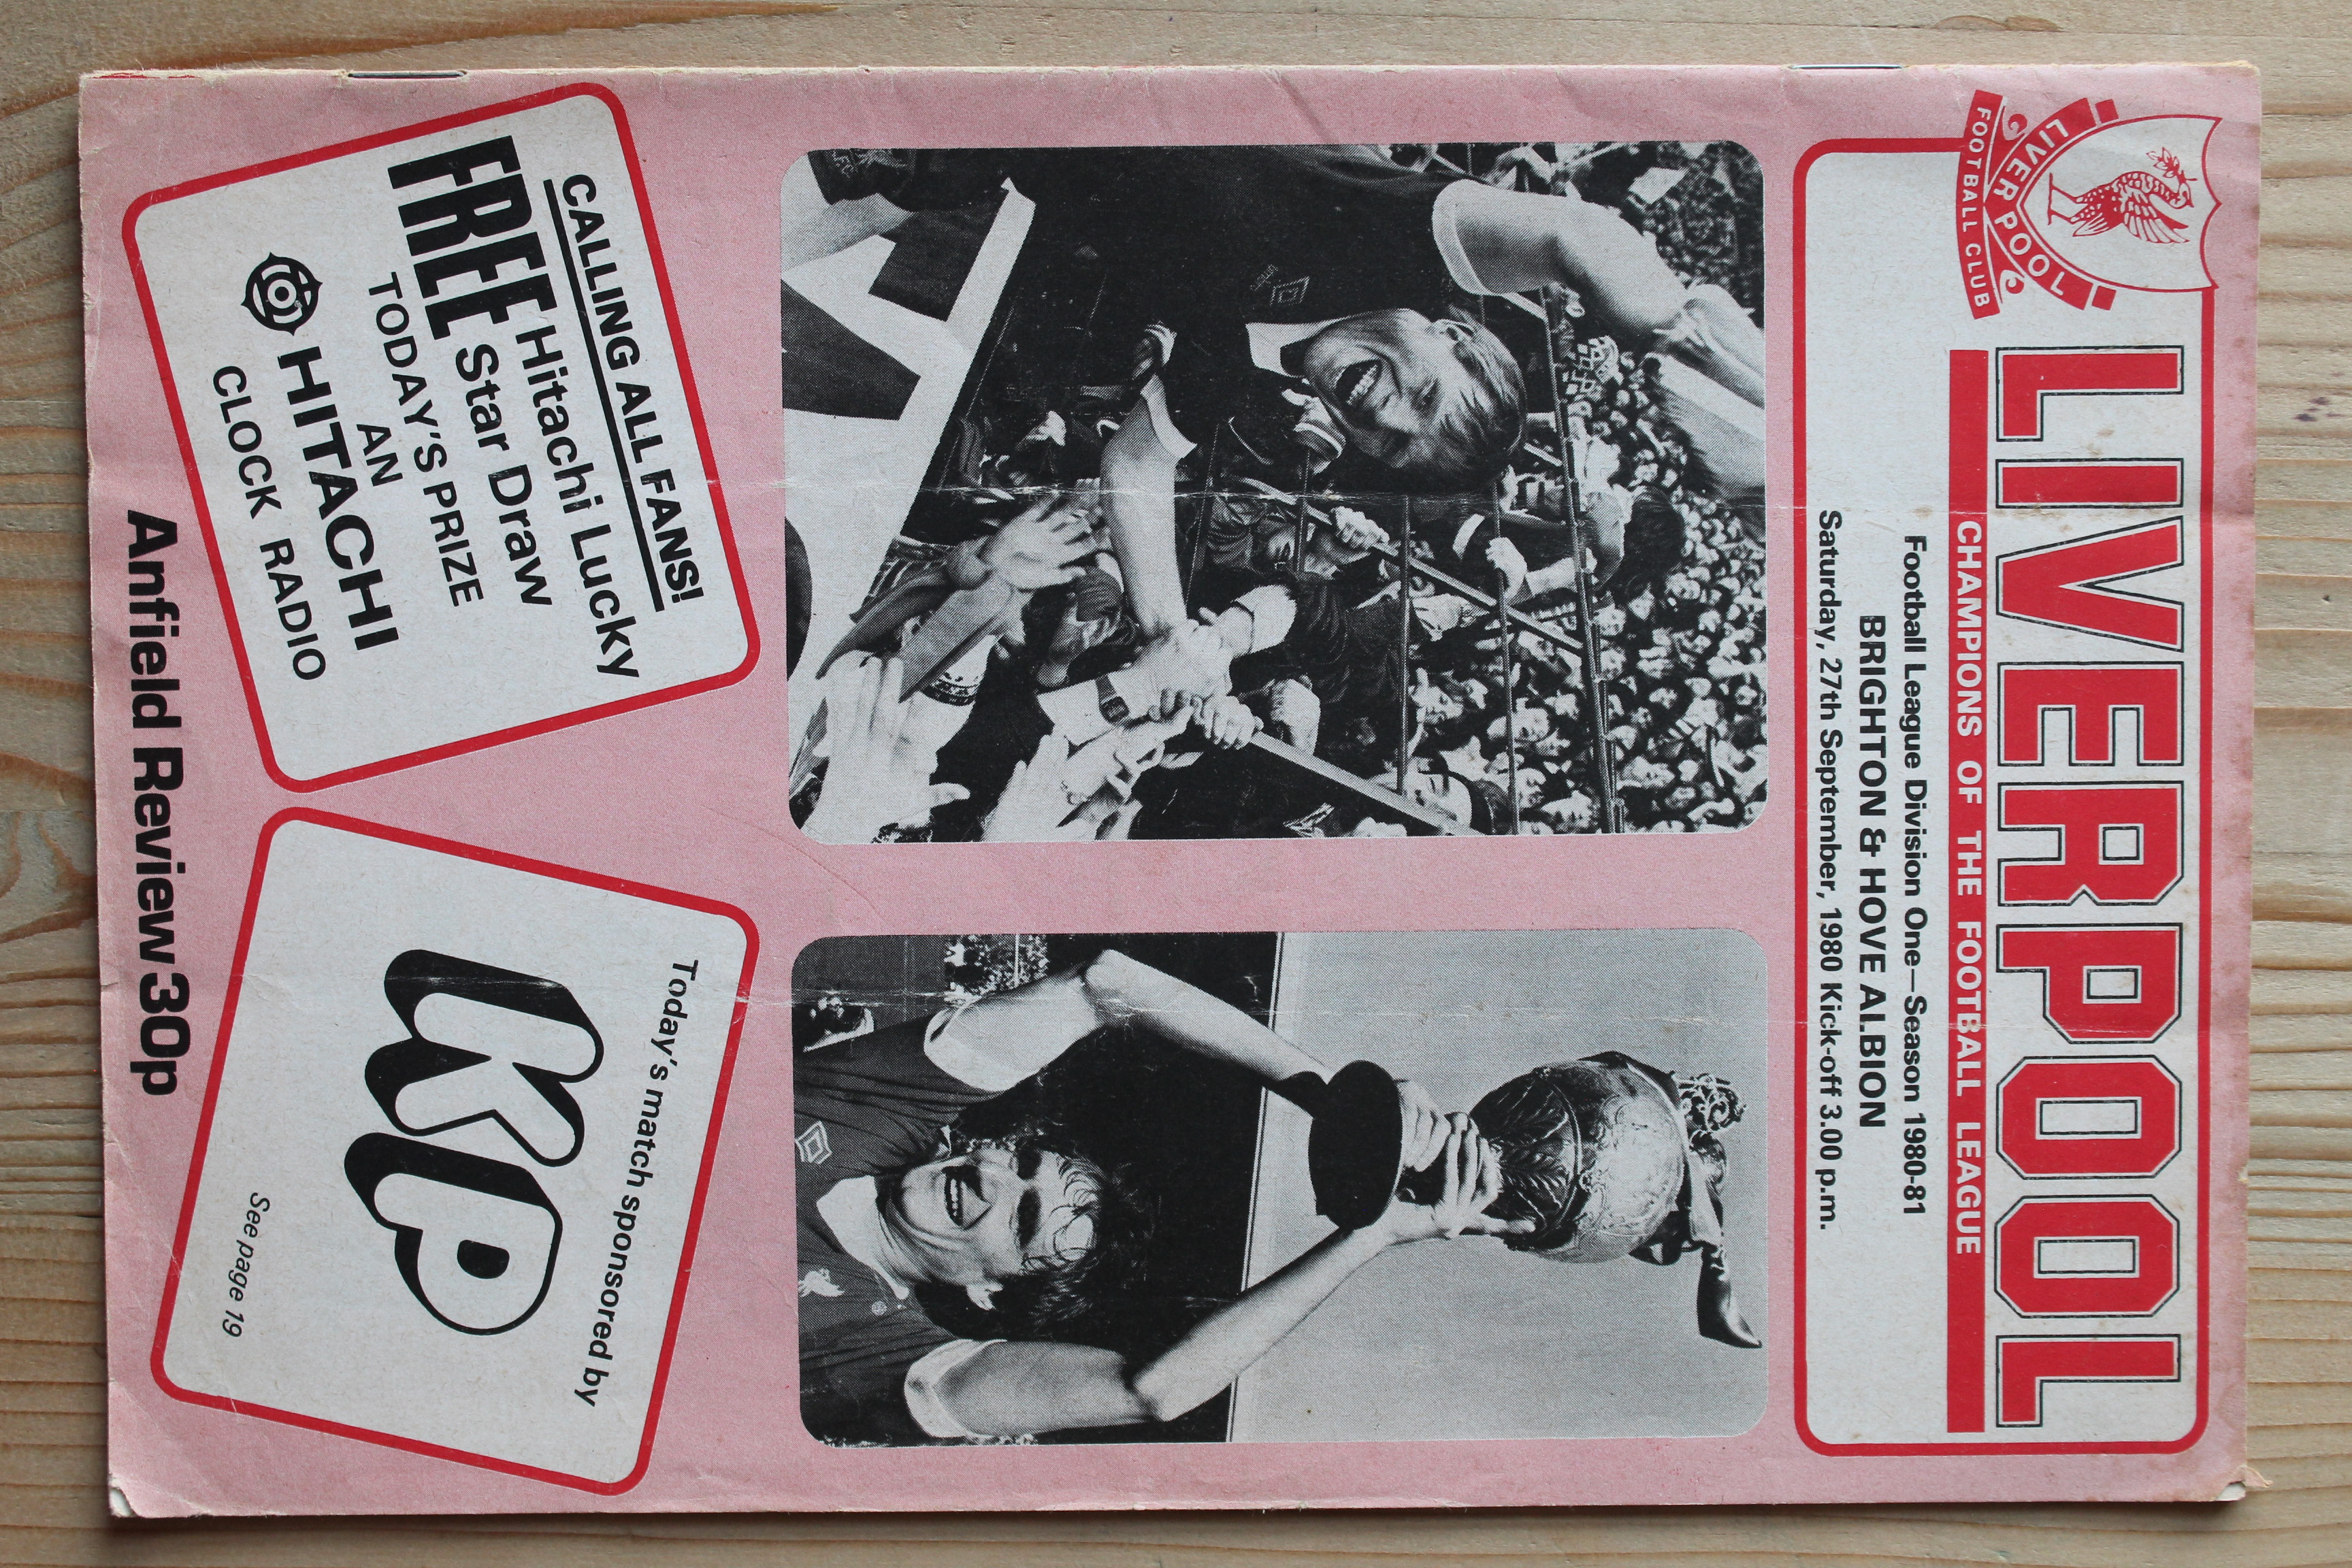 LIVERPOOL
CHAMPIONS OF THE FOOTBALL LEAGUE
LIVERPOOL
FOOTBALL CLUB
Football League Division One—Season 1980-81
BRIGHTON & HOVE ALBION
Saturday, 27th September, 1980 Kick-off 3.00 p.m.
umbro
L.F.C.
CALLING ALL FANS!
FREE Hitachi Lucky
Star Draw
TODAY'S PRIZE
AN
HITACHI
CLOCK RADIO
Today's match sponsored by
KP
See page 19
Anfield Review 30p